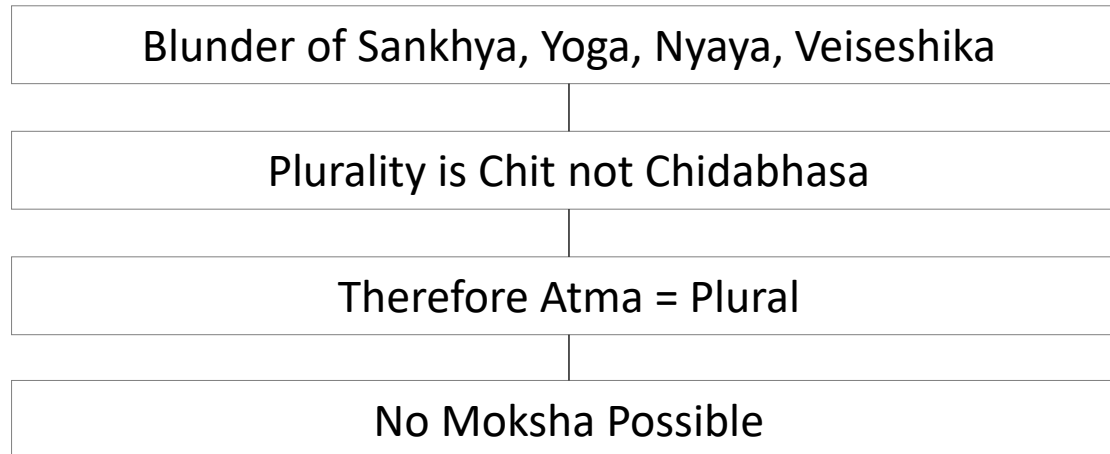 Blunder of Sankhya, Yoga, Nyaya, Veiseshika
Plurality is Chit not Chidabhasa
Therefore Atma = Plural
No Moksha Possible